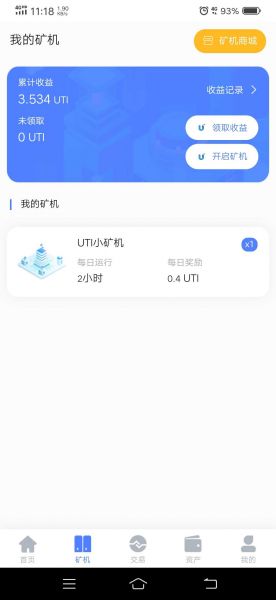 4G 11:18 1.90 KB/s 93%
我的矿机
矿机商城
累计收益
3.534 UTI
收益记录
未领取
0 UTI
领取收益
开启矿机
我的矿机
UTI小矿机
x1
每日运行 每日奖励
2小时 0.4 UTI
首页 矿机 交易 资产 我的